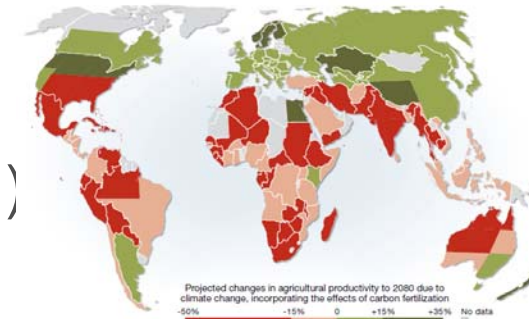 )
Projected changes in agricultural productivity to 2080 due to
climate change, incorporating the effects of carbon fertilization
-50% -15% 0 +15% +35% No data